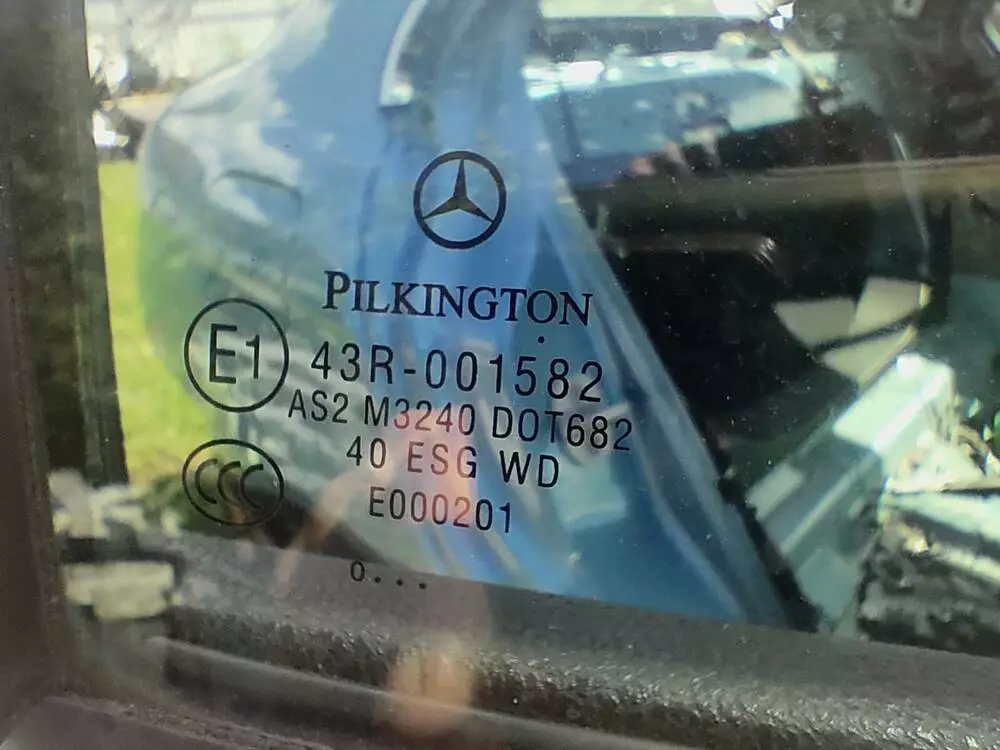 PILKINGTON
E1 43R-001582
AS2 M3240 DOT682
40 ESG WD
CCC E000201
o...